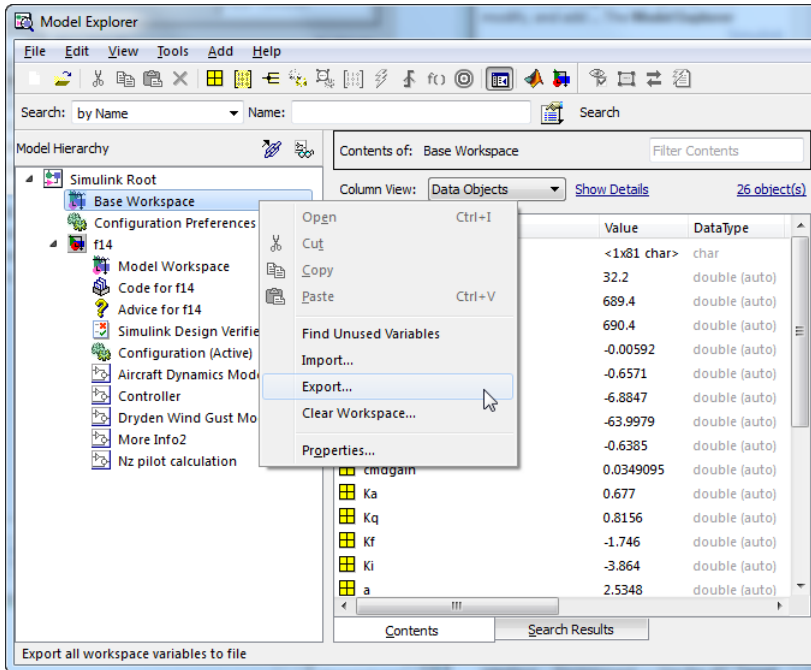 Model Explorer
File Edit View Tools Add Help
Search: by Name Name: Search
Model Hierarchy
Simulink Root
Base Workspace
Configuration Preferences
f14
Model Workspace
Code for f14
Advice for f14
Simulink Design Verifie
Configuration (Active)
Aircraft Dynamics Mode
Controller
Dryden Wind Gust Mo
More Info2
Nz pilot calculation
Contents of: Base Workspace Filter Contents
Column View: Data Objects Show Details 26 object(s)
Open Ctrl+I
Cut
Copy
Paste Ctrl+V
Find Unused Variables
Import...
Export...
Clear Workspace...
Properties...
Value DataType
<1x81 char> char
32.2 double (auto)
689.4 double (auto)
690.4 double (auto)
-0.00592 double (auto)
-0.6571 double (auto)
-6.8847 double (auto)
-63.9979 double (auto)
-0.6385 double (auto)
cmdgain 0.0349095 double (auto)
Ka 0.677 double (auto)
Kq 0.8156 double (auto)
Kf -1.746 double (auto)
Ki -3.864 double (auto)
a 2.5348 double (auto)
Contents Search Results
Export all workspace variables to file